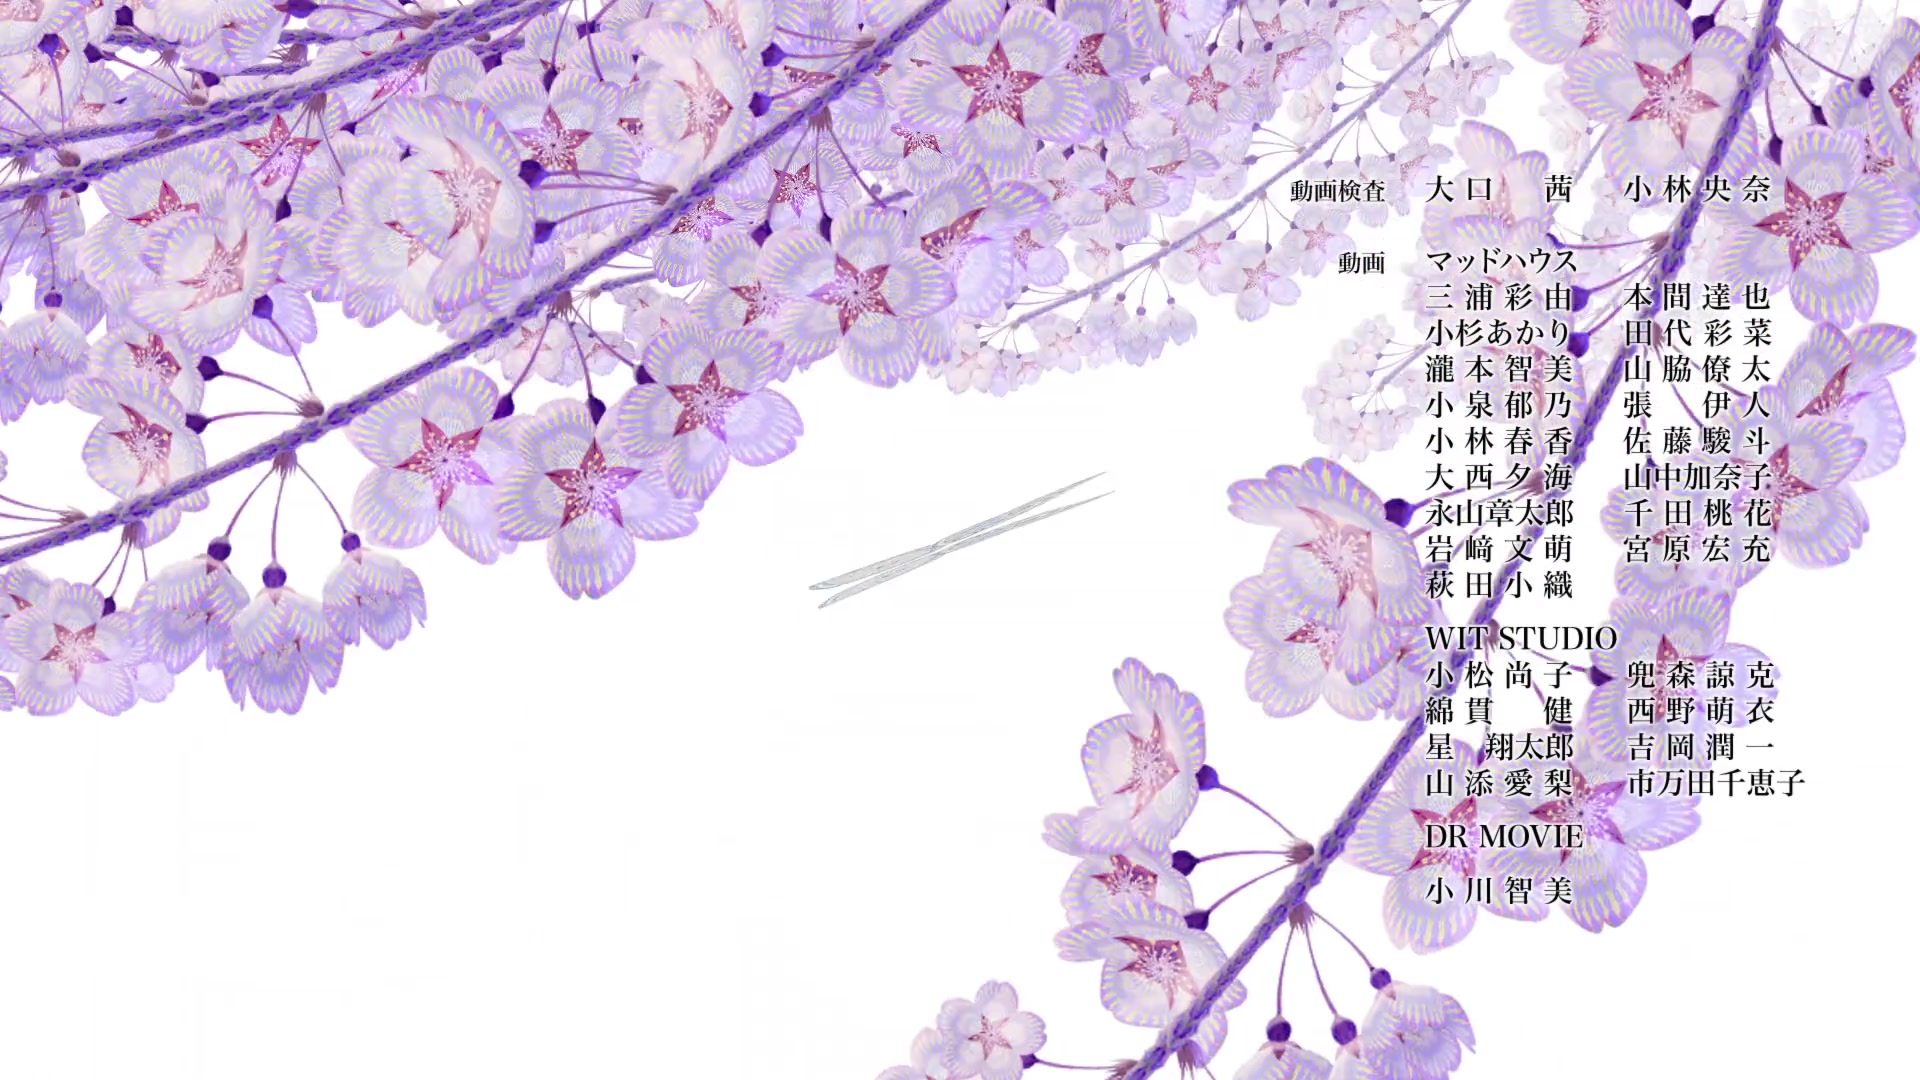 動画検査 大口 茜 小林央奈
動画 マッドハウス
三浦彩由 本間達也
小杉あかり 田代彩菜
瀧本智美 山脇僚太
小泉郁乃 張 伊人
小林春香 佐藤駿斗
大西夕海 山中加奈子
永山章太郎 千田桃花
岩﨑文萌 宮原宏充
萩田小織
WIT STUDIO
小松尚子 兜森諒克
綿貫 健 西野萌衣
星 翔太郎 吉岡潤一
山添愛梨 市万田千恵子
DR MOVIE
小川智美